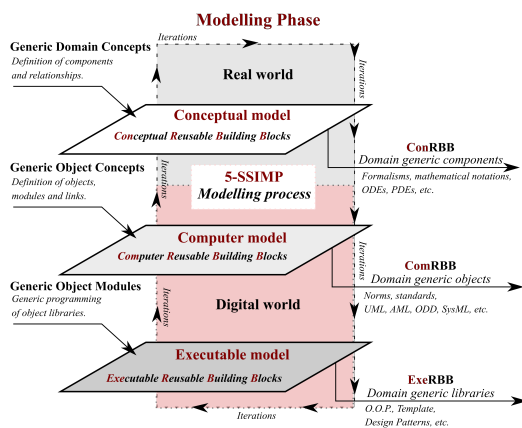 Modelling Phase
Iterations
Generic Domain Concepts
Definition of components
and relationships.
Real world
Iterations
Iterations
Conceptual model
Conceptual Reusable Building Blocks
ConRBB
Domain generic components
Formalisms, mathematical notations,
ODEs, PDEs, etc.
Generic Object Concepts
Definition of objects,
modules and links.
Iterations
5-SSIMP
Modelling process
Computer model
Computer Reusable Building Blocks
Iterations
ComRBB
Domain generic objects
Norms, standards,
UML, AML, ODD, SysML, etc.
Generic Object Modules
Generic programming
of object libraries.
Iterations
Digital world
Executable model
Executable Reusable Building Blocks
ExeRBB
Domain generic libraries
O.O.P., Template,
Design Patterns, etc.
Iterations